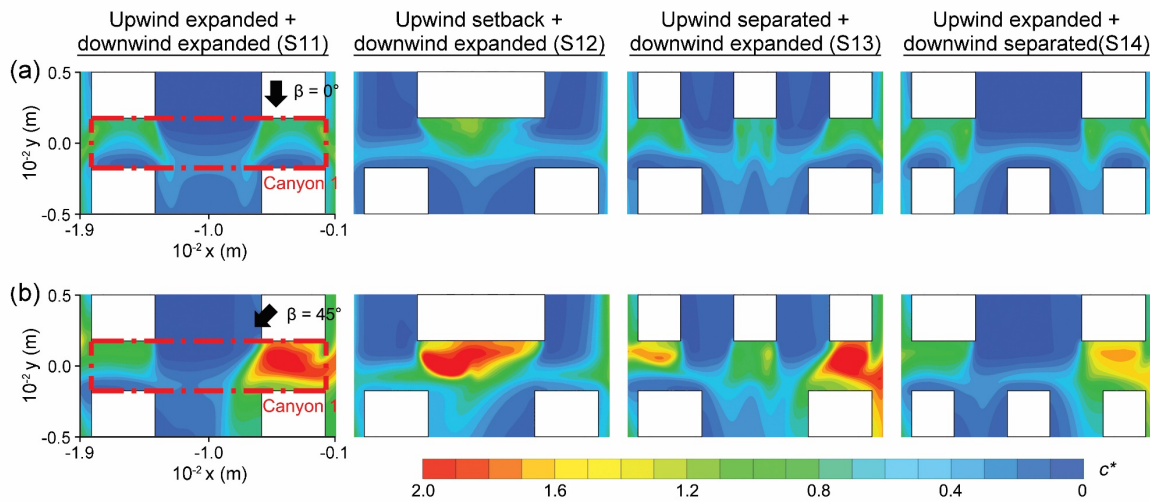 Upwind expanded +
downwind expanded (S11)
Upwind setback +
downwind expanded (S12)
Upwind separated +
downwind expanded (S13)
Upwind expanded +
downwind separated(S14)
(a)
β = 0°
0.5
0.0
-0.5
10⁻² y (m)
Canyon 1
-1.9
-1.0
-0.1
10⁻² x (m)
(b)
β = 45°
0.5
0.0
-0.5
10⁻² y (m)
Canyon 1
-1.9
-1.0
-0.1
10⁻² x (m)
2.0
1.6
1.2
0.8
0.4
0
c*